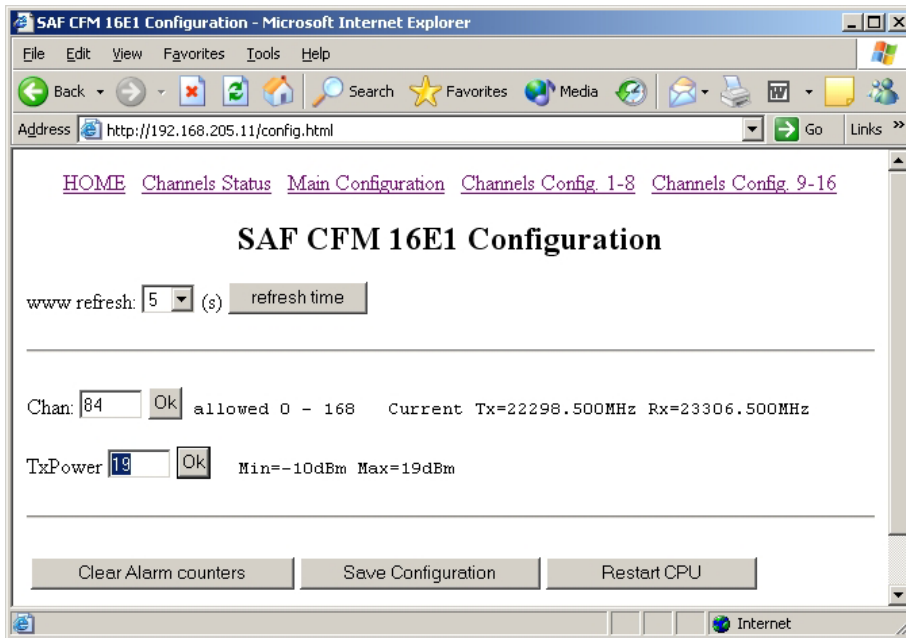 SAF CFM 16E1 Configuration - Microsoft Internet Explorer
File Edit View Favorites Tools Help
Back Search Favorites Media
Address http://192.168.205.11/config.html Go Links »
HOME Channels Status Main Configuration Channels Config. 1-8 Channels Config. 9-16
SAF CFM 16E1 Configuration
www refresh: 5 (s) refresh time
Chan: 84 Ok allowed 0 - 168 Current Tx=22298.500MHz Rx=23306.500MHz
TxPower 19 Ok Min=-10dBm Max=19dBm
Clear Alarm counters Save Configuration Restart CPU
Internet